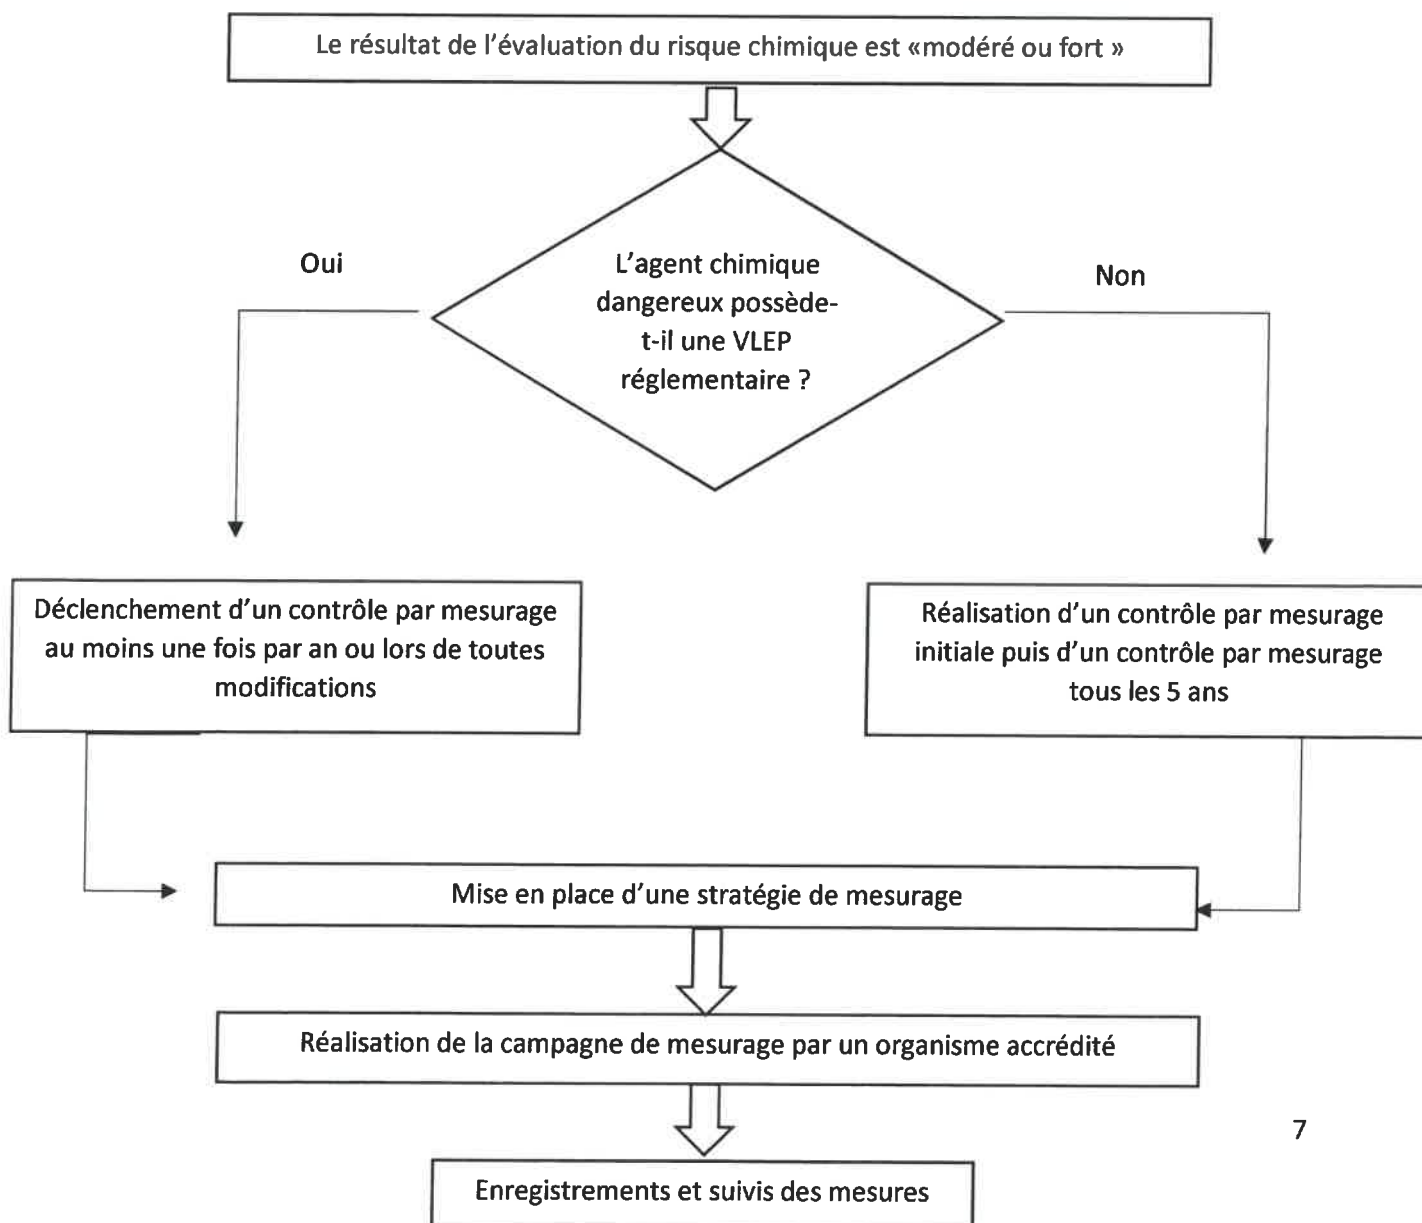 Le résultat de l'évaluation du risque chimique est «modéré ou fort »
Oui
L'agent chimique
dangereux possède-
t-il une VLEP
réglementaire ?
Non
Déclenchement d'un contrôle par mesurage
au moins une fois par an ou lors de toutes
modifications
Réalisation d'un contrôle par mesurage
initiale puis d'un contrôle par mesurage
tous les 5 ans
Mise en place d'une stratégie de mesurage
Réalisation de la campagne de mesurage par un organisme accrédité
7
Enregistrements et suivis des mesures